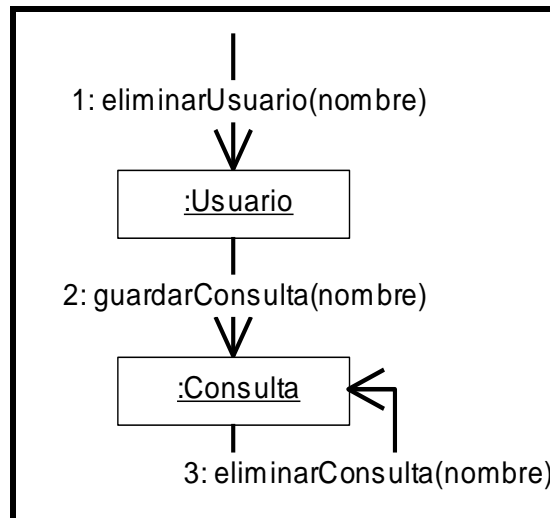 1: eliminarUsuario(nombre)
:Usuario
2: guardarConsulta(nombre)
:Consulta
3: eliminarConsulta(nombre)